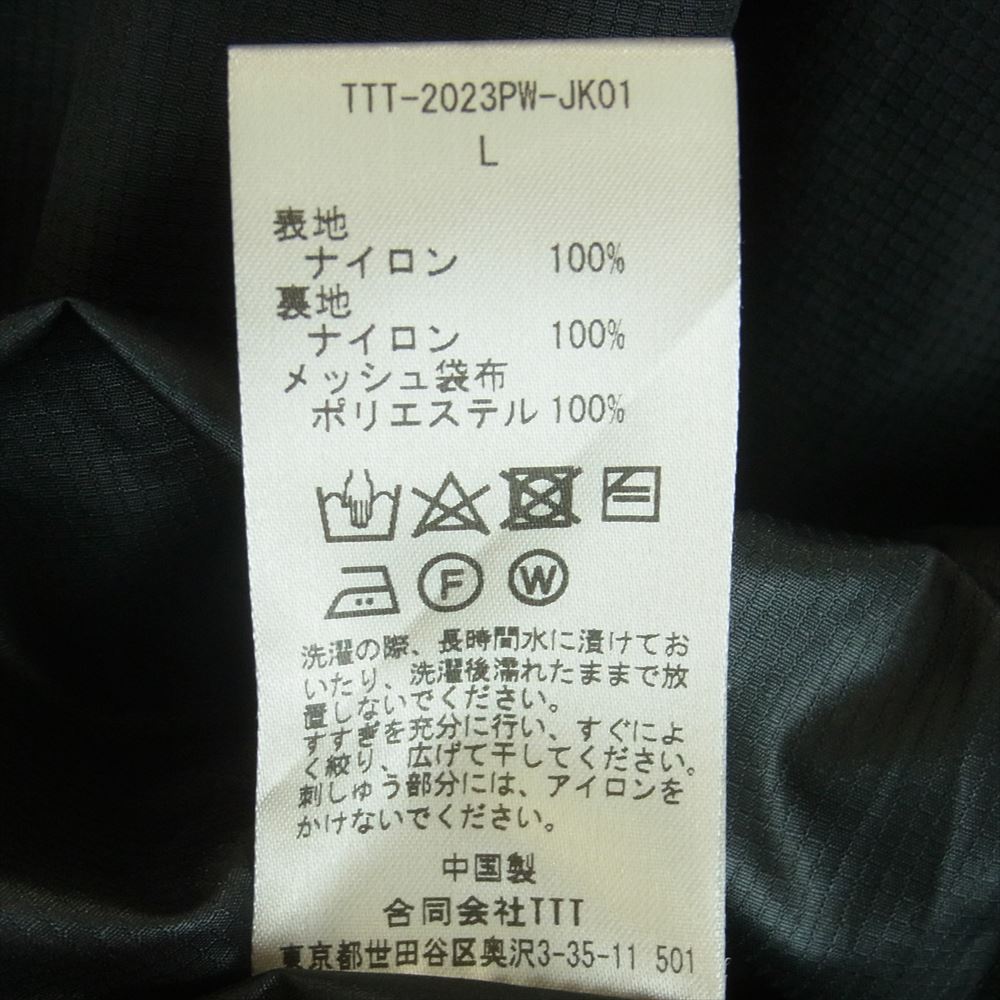 TTT-2023PW-JK01
L
表地
ナイロン 100%
裏地
ナイロン 100%
メッシュ袋布
ポリエステル 100%
F W
洗濯の際、長時間水に漬けてお
いたり、洗濯後濡れたままで放
置しないでください。
すすぎを充分に行い、すぐによ
く絞り、広げて干してください。
刺しゅう部分には、アイロンを
かけないでください。
中国製
合同会社TTT
東京都世田谷区奥沢3-35-11 501